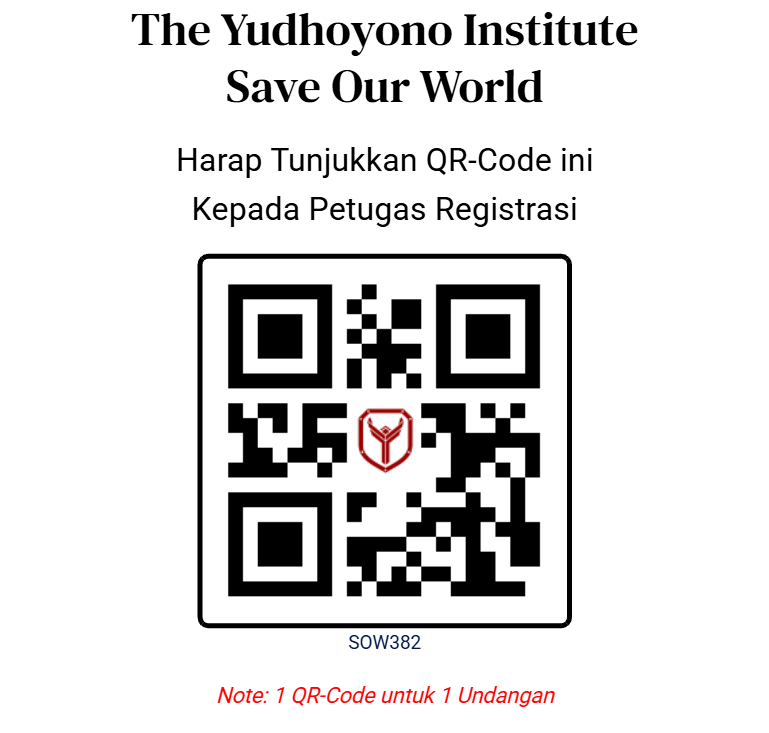 The Yudhoyono Institute
Save Our World
Harap Tunjukkan QR-Code ini
Kepada Petugas Registrasi
SOW382
Note: 1 QR-Code untuk 1 Undangan